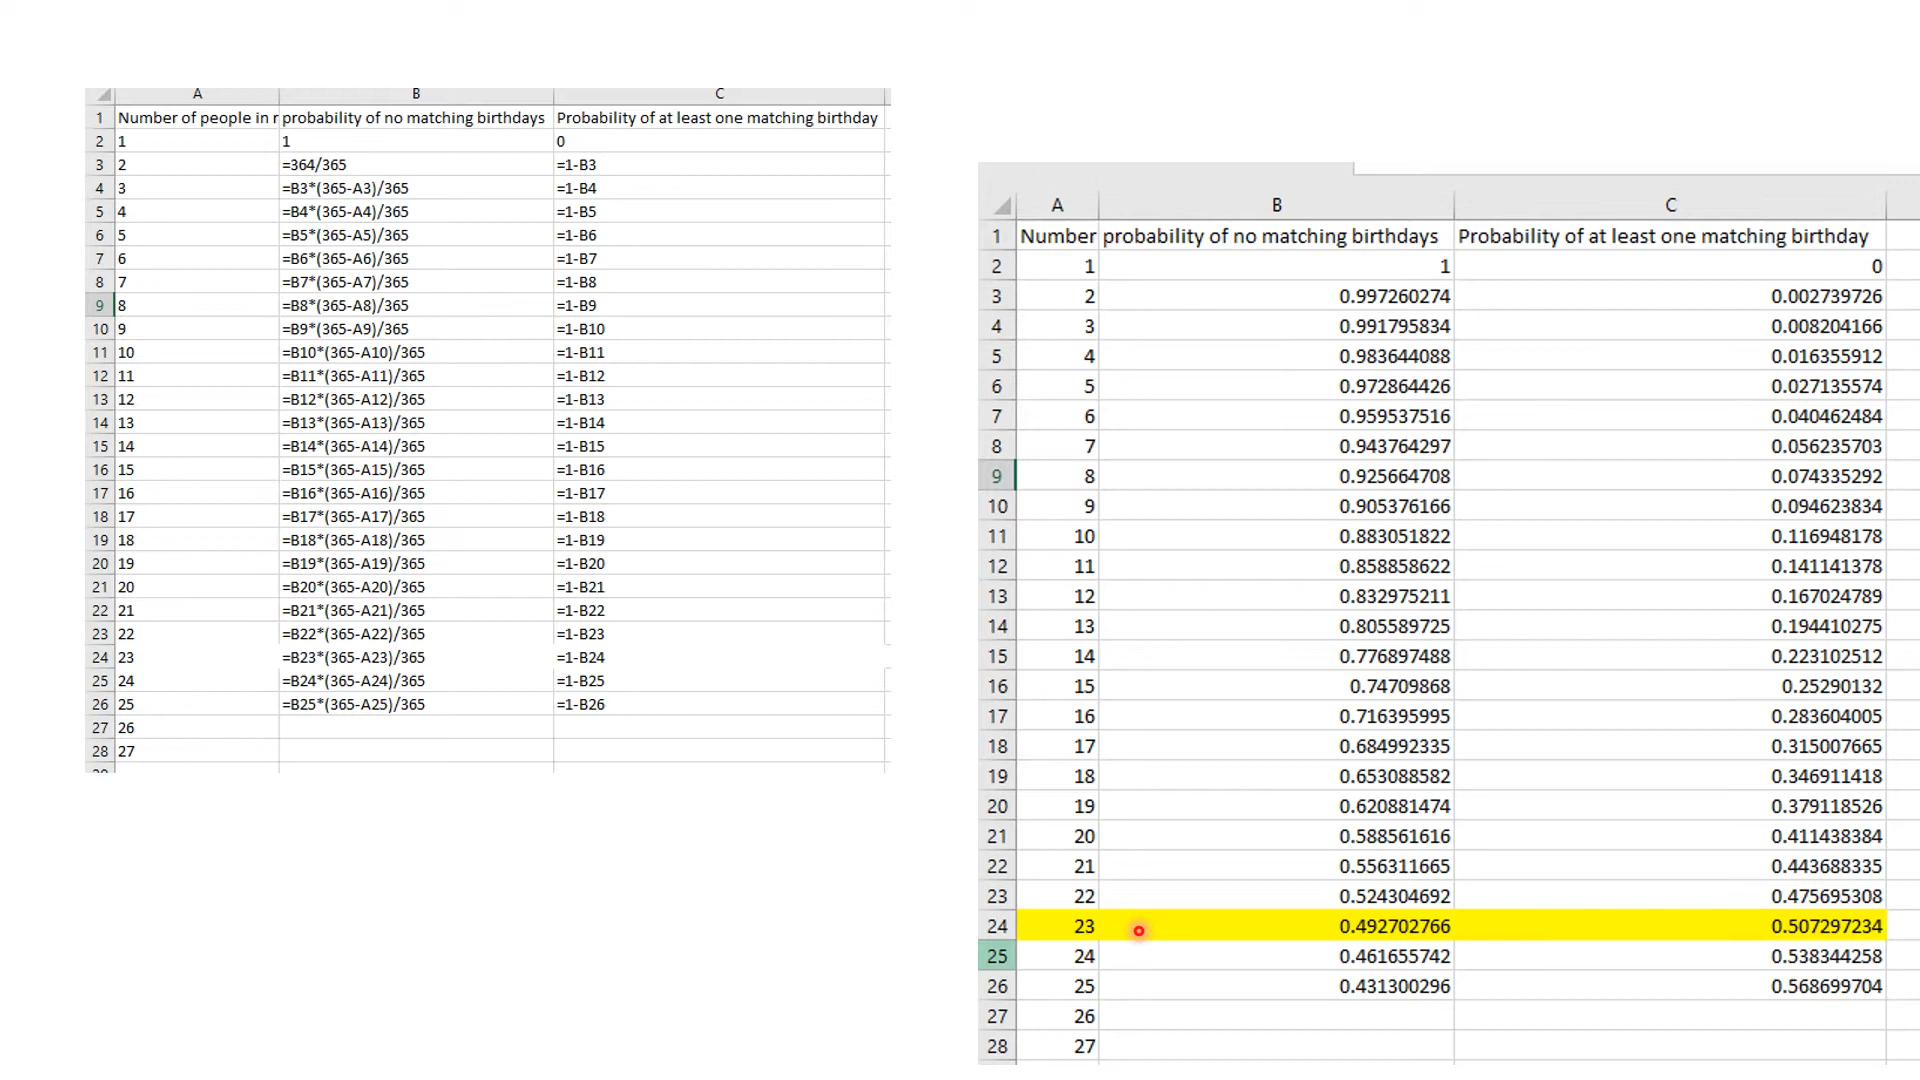 A B C
1 Number of people in r probability of no matching birthdays Probability of at least one matching birthday
2 1 1 0
3 2 =364/365 =1-B3
4 3 =B3*(365-A3)/365 =1-B4
5 4 =B4*(365-A4)/365 =1-B5
6 5 =B5*(365-A5)/365 =1-B6
7 6 =B6*(365-A6)/365 =1-B7
8 7 =B7*(365-A7)/365 =1-B8
9 8 =B8*(365-A8)/365 =1-B9
10 9 =B9*(365-A9)/365 =1-B10
11 10 =B10*(365-A10)/365 =1-B11
12 11 =B11*(365-A11)/365 =1-B12
13 12 =B12*(365-A12)/365 =1-B13
14 13 =B13*(365-A13)/365 =1-B14
15 14 =B14*(365-A14)/365 =1-B15
16 15 =B15*(365-A15)/365 =1-B16
17 16 =B16*(365-A16)/365 =1-B17
18 17 =B17*(365-A17)/365 =1-B18
19 18 =B18*(365-A18)/365 =1-B19
20 19 =B19*(365-A19)/365 =1-B20
21 20 =B20*(365-A20)/365 =1-B21
22 21 =B21*(365-A21)/365 =1-B22
23 22 =B22*(365-A22)/365 =1-B23
24 23 =B23*(365-A23)/365 =1-B24
25 24 =B24*(365-A24)/365 =1-B25
26 25 =B25*(365-A25)/365 =1-B26
27 26
28 27
A B C
1 Number probability of no matching birthdays Probability of at least one matching birthday
2 1 1 0
3 2 0.997260274 0.002739726
4 3 0.991795834 0.008204166
5 4 0.983644088 0.016355912
6 5 0.972864426 0.027135574
7 6 0.959537516 0.040462484
8 7 0.943764297 0.056235703
9 8 0.925664708 0.074335292
10 9 0.905376166 0.094623834
11 10 0.883051822 0.116948178
12 11 0.858858622 0.141141378
13 12 0.832975211 0.167024789
14 13 0.805589725 0.194410275
15 14 0.776897488 0.223102512
16 15 0.74709868 0.25290132
17 16 0.716395995 0.283604005
18 17 0.684992335 0.315007665
19 18 0.653088582 0.346911418
20 19 0.620881474 0.379118526
21 20 0.588561616 0.411438384
22 21 0.556311665 0.443688335
23 22 0.524304692 0.475695308
24 23 0.492702766 0.507297234
25 24 0.461655742 0.538344258
26 25 0.431300296 0.568699704
27 26
28 27